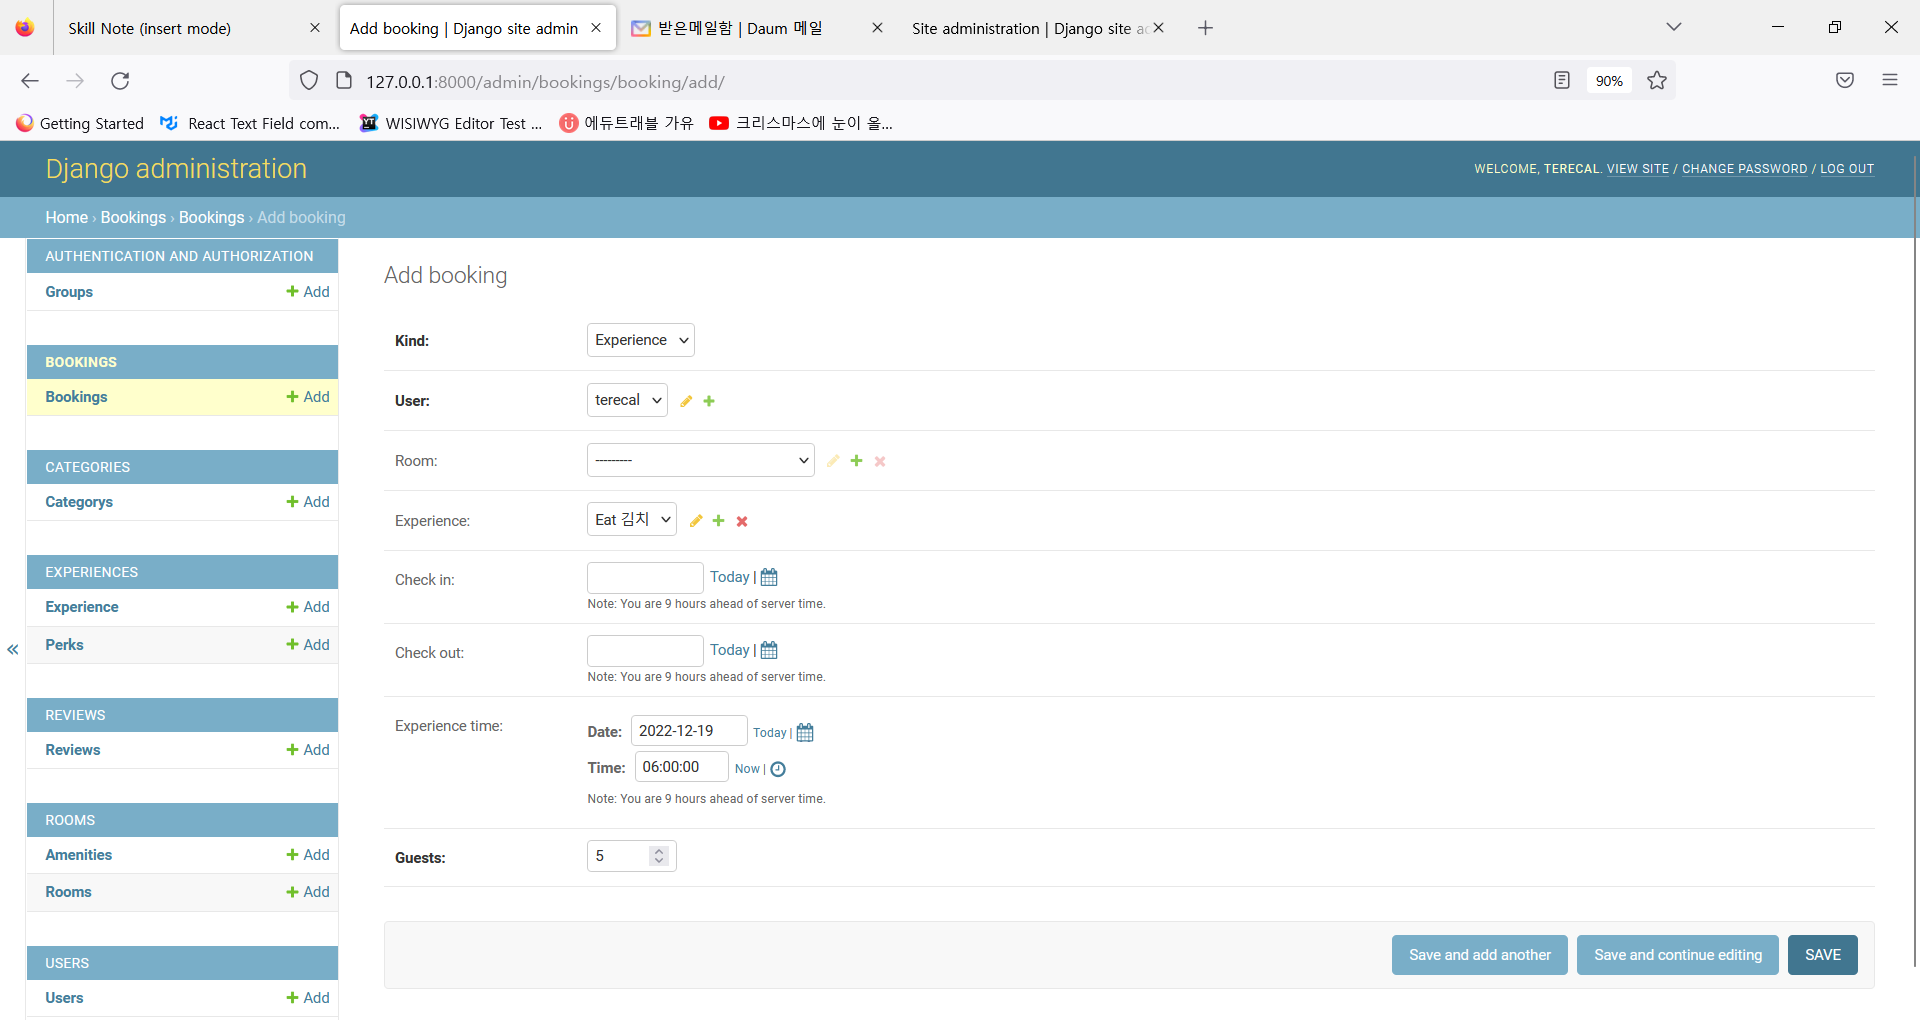 Skill Note (insert mode)
Add booking | Django site admin
받은메일함 | Daum 메일
Site administration | Django site ac
127.0.0.1:8000/admin/bookings/booking/add/
90%
Getting Started
React Text Field com...
WISIWYG Editor Test ...
에듀트래블 가유
크리스마스에 눈이 올...
Django administration
WELCOME, TERECAL. VIEW SITE / CHANGE PASSWORD / LOG OUT
Home › Bookings › Bookings › Add booking
AUTHENTICATION AND AUTHORIZATION
Groups + Add
BOOKINGS
Bookings + Add
CATEGORIES
Categorys + Add
EXPERIENCES
Experience + Add
Perks + Add
REVIEWS
Reviews + Add
ROOMS
Amenities + Add
Rooms + Add
USERS
Users + Add
«
Add booking
Kind: Experience
User: terecal
Room: ---------
Experience: Eat 김치
Check in: Today |
Note: You are 9 hours ahead of server time.
Check out: Today |
Note: You are 9 hours ahead of server time.
Experience time:
Date: 2022-12-19 Today |
Time: 06:00:00 Now |
Note: You are 9 hours ahead of server time.
Guests: 5
Save and add another
Save and continue editing
SAVE